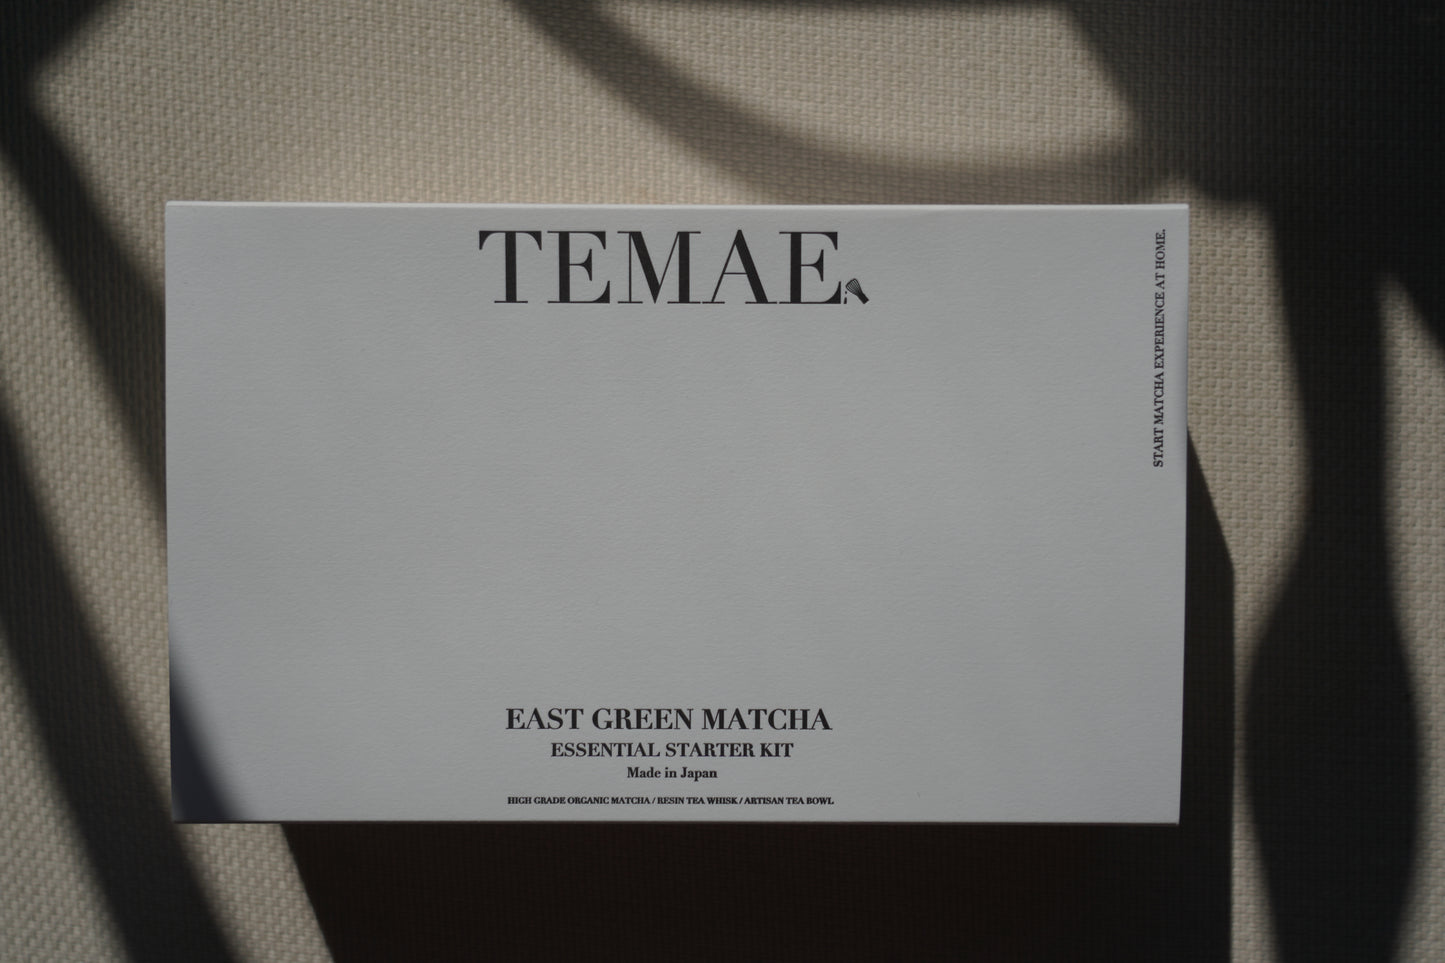 TEMAE
START MATCHA EXPERIENCE AT HOME.
EAST GREEN MATCHA
ESSENTIAL STARTER KIT
Made in Japan
HIGH GRADE ORGANIC MATCHA / RESIN TEA WHISK / ARTISAN TEA BOWL